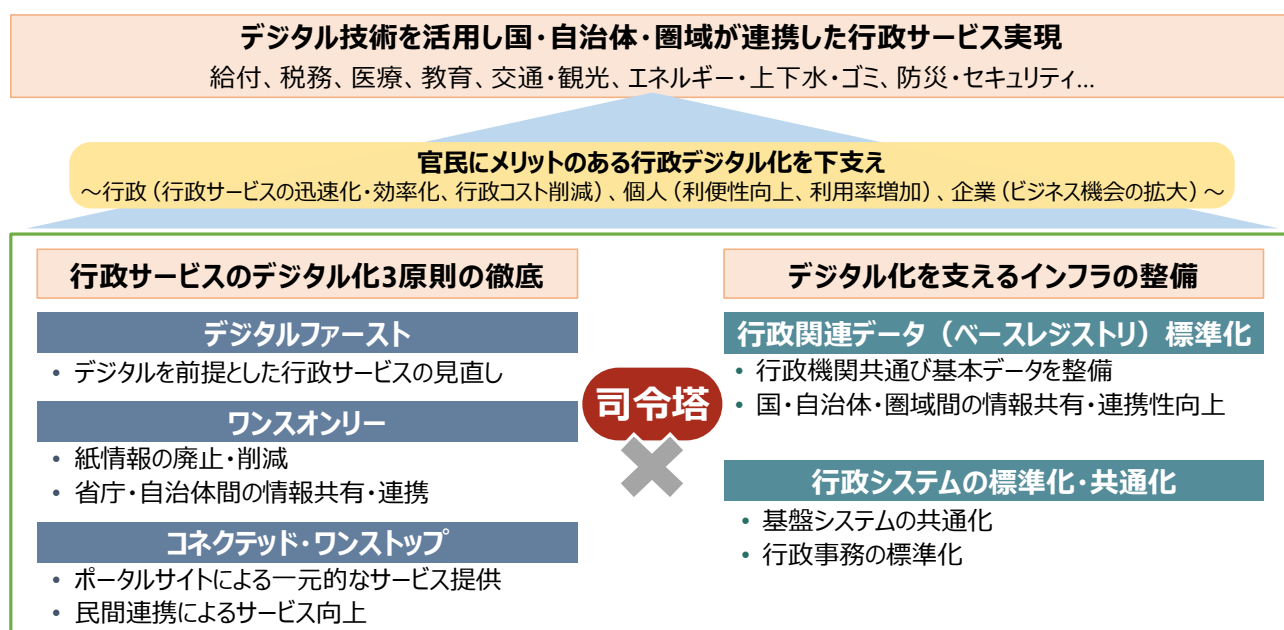 デジタル技術を活用し国・自治体・圏域が連携した行政サービス実現
給付、税務、医療、教育、交通・観光、エネルギー・上下水・ゴミ、防災・セキュリティ...
官民にメリットのある行政デジタル化を下支え
～行政（行政サービスの迅速化・効率化、行政コスト削減）、個人（利便性向上、利用率増加）、企業（ビジネス機会の拡大）～
行政サービスのデジタル化3原則の徹底
デジタルファースト
• デジタルを前提とした行政サービスの見直し
ワンスオンリー
• 紙情報の廃止・削減
• 省庁・自治体間の情報共有・連携
コネクテッド・ワンストップ
• ポータルサイトによる一元的なサービス提供
• 民間連携によるサービス向上
司令塔
デジタル化を支えるインフラの整備
行政関連データ（ベースレジストリ）標準化
• 行政機関共通び基本データを整備
• 国・自治体・圏域間の情報共有・連携性向上
行政システムの標準化・共通化
• 基盤システムの共通化
• 行政事務の標準化